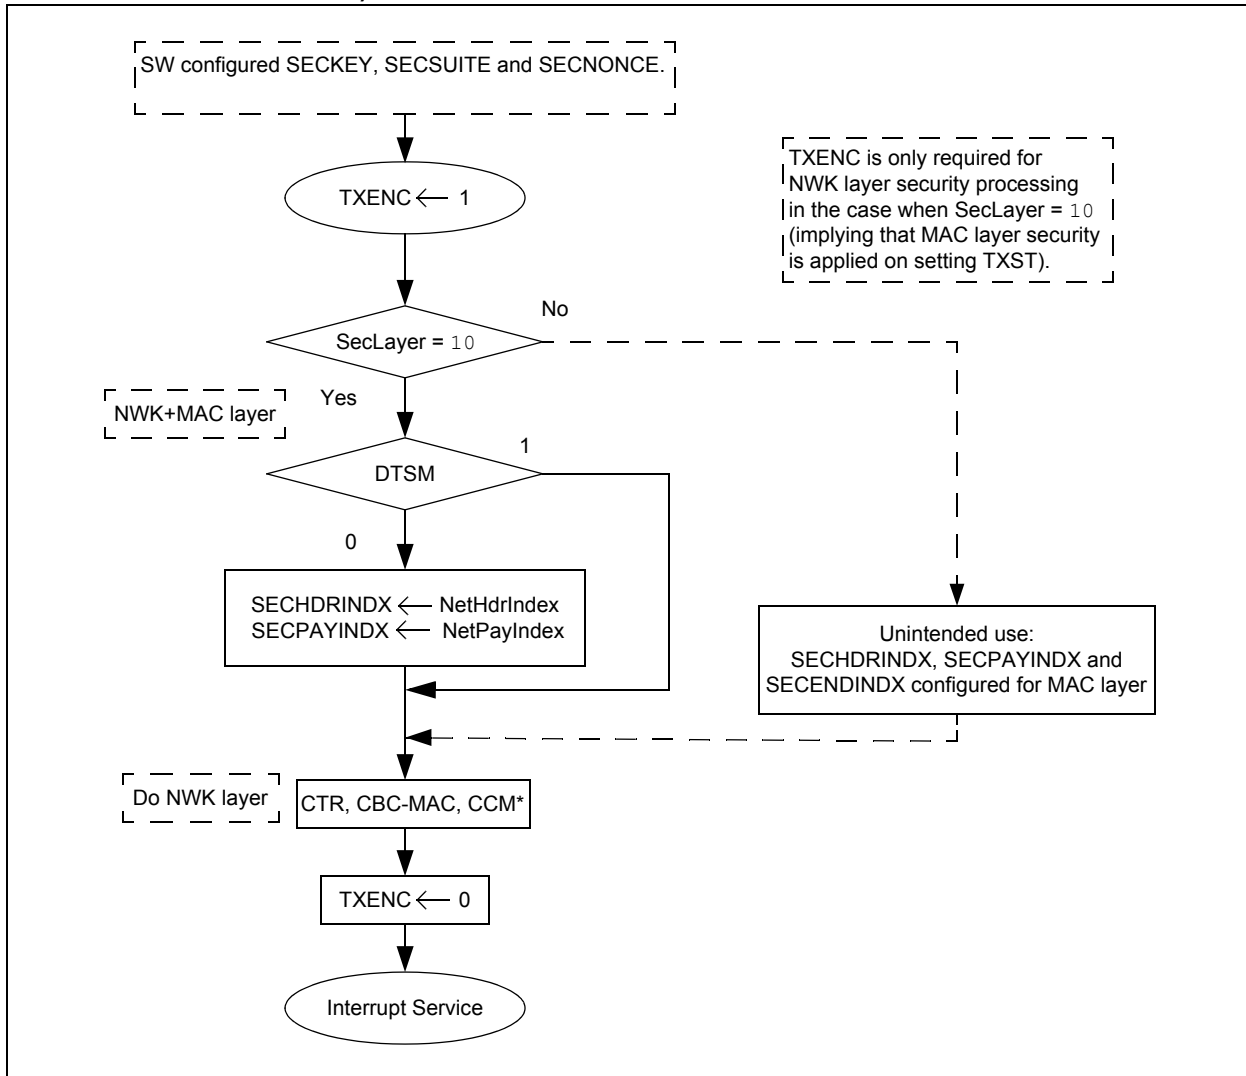 SW configured SECKEY, SECSUITE and SECNONCE.
TXENC ← 1
TXENC is only required for
NWK layer security processing
in the case when SecLayer = 10
(implying that MAC layer security
is applied on setting TXST).
No
SecLayer = 10
Yes
NWK+MAC layer
1
DTSM
0
SECHDRINDX ← NetHdrIndex
SECPAYINDX ← NetPayIndex
Unintended use:
SECHDRINDX, SECPAYINDX and
SECENDINDX configured for MAC layer
Do NWK layer
CTR, CBC-MAC, CCM*
TXENC ← 0
Interrupt Service